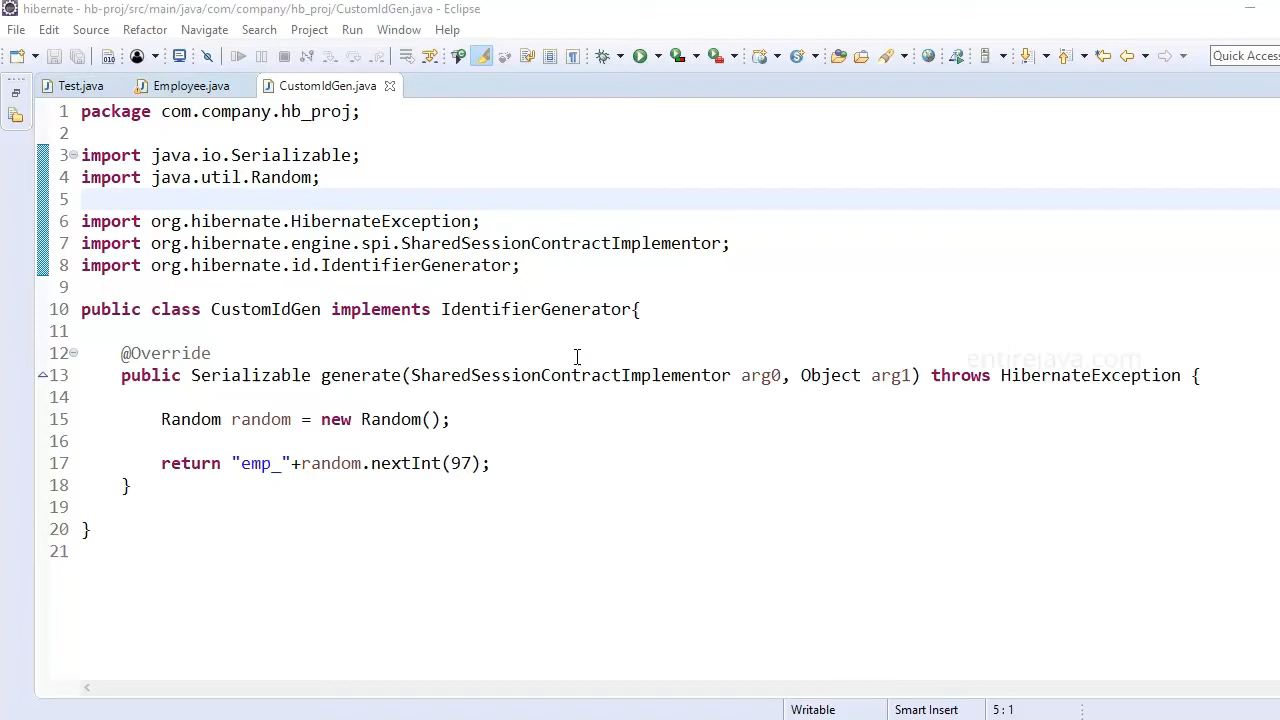 hibernate - hb-proj/src/main/java/com/company/hb_proj/CustomIdGen.java - Eclipse
File Edit Source Refactor Navigate Search Project Run Window Help
Quick Access
Test.java Employee.java CustomIdGen.java
1 package com.company.hb_proj;
2
3 import java.io.Serializable;
4 import java.util.Random;
5
6 import org.hibernate.HibernateException;
7 import org.hibernate.engine.spi.SharedSessionContractImplementor;
8 import org.hibernate.id.IdentifierGenerator;
9
10 public class CustomIdGen implements IdentifierGenerator{
11
12 @Override
13 public Serializable generate(SharedSessionContractImplementor arg0, Object arg1) throws HibernateException {
14
15 Random random = new Random();
16
17 return "emp_"+random.nextInt(97);
18 }
19
20 }
21
entirejava.com
Writable Smart Insert 5 : 1